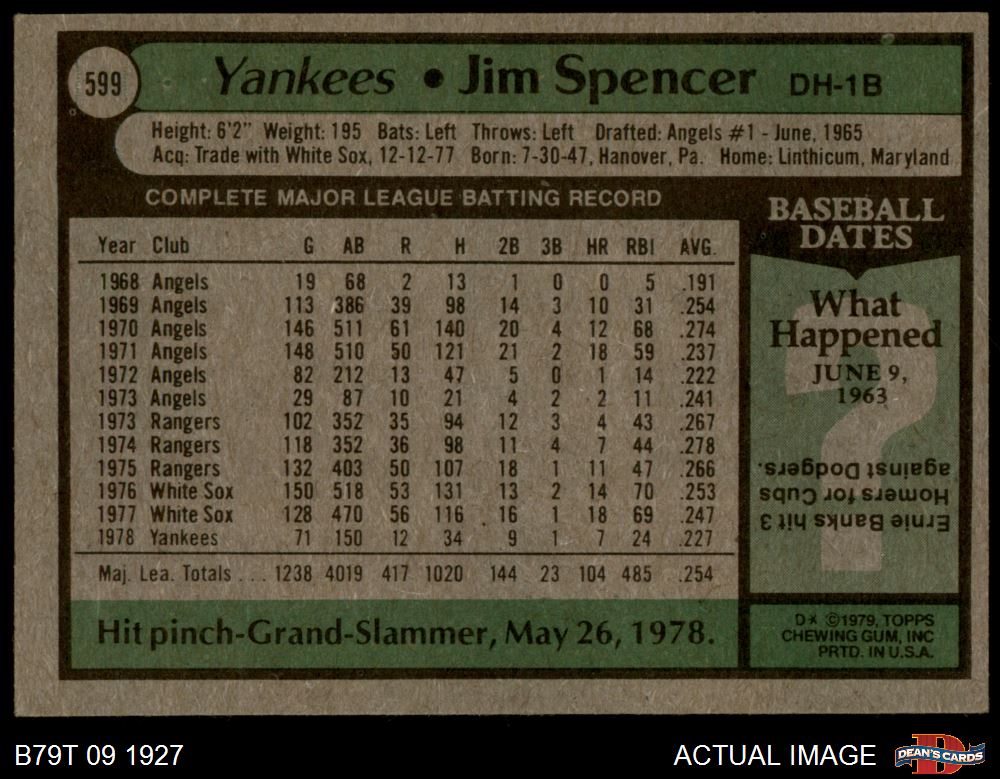 599
Yankees • Jim Spencer DH-1B
Height: 6'2" Weight: 195 Bats: Left Throws: Left Drafted: Angels #1 - June, 1965
Acq: Trade with White Sox, 12-12-77 Born: 7-30-47, Hanover, Pa. Home: Linthicum, Maryland
COMPLETE MAJOR LEAGUE BATTING RECORD
Year Club G AB R H 2B 3B HR RBI AVG.
1968 Angels 19 68 2 13 1 0 0 5 .191
1969 Angels 113 386 39 98 14 3 10 31 .254
1970 Angels 146 511 61 140 20 4 12 68 .274
1971 Angels 148 510 50 121 21 2 18 59 .237
1972 Angels 82 212 13 47 5 0 1 14 .222
1973 Angels 29 87 10 21 4 2 2 11 .241
1973 Rangers 102 352 35 94 12 3 4 43 .267
1974 Rangers 118 352 36 98 11 4 7 44 .278
1975 Rangers 132 403 50 107 18 1 11 47 .266
1976 White Sox 150 518 53 131 13 2 14 70 .253
1977 White Sox 128 470 56 116 16 1 18 69 .247
1978 Yankees 71 150 12 34 9 1 7 24 .227
Maj. Lea. Totals ... 1238 4019 417 1020 144 23 104 485 .254
Hit pinch-Grand-Slammer, May 26, 1978.
BASEBALL
DATES
What
Happened
JUNE 9,
1963
?
Ernie Banks hit 3
Homers for Cubs
against Dodgers.
D* ©1979, TOPPS
CHEWING GUM, INC
PRTD. IN U.S.A.
B79T 09 1927
ACTUAL IMAGE
DEAN'S CARDS